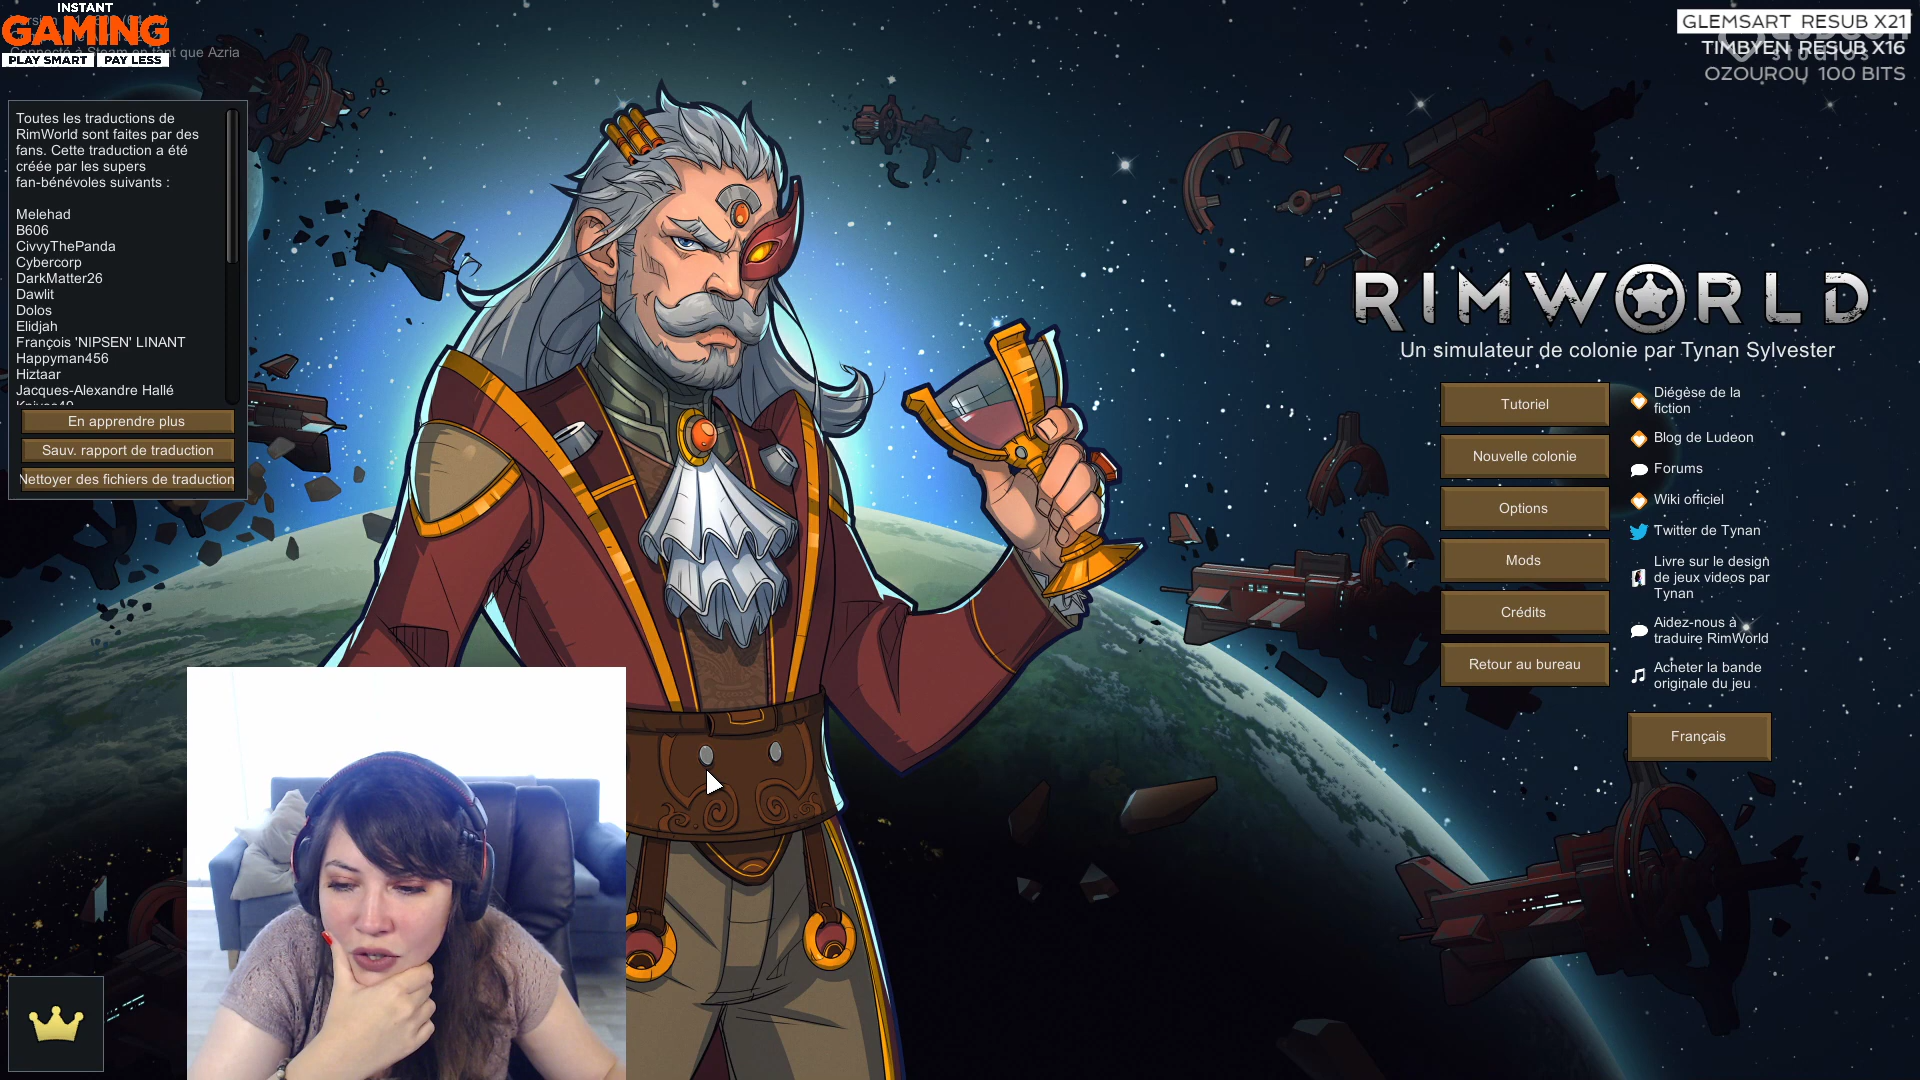 INSTANT
GAMING
PLAY SMART PAY LESS
que Azria
GLEMSART RESUB X21
TIMBYEN RESUB X16
OZOUROU 100 BITS
Toutes les traductions de
RimWorld sont faites par des
fans. Cette traduction a été
créée par les supers
fan-bénévoles suivants :
Melehad
B606
CivvyThePanda
Cybercorp
DarkMatter26
Dawlit
Dolos
Elidjah
François 'NIPSEN' LINANT
Happyman456
Hiztaar
Jacques-Alexandre Hallé
En apprendre plus
Sauv. rapport de traduction
Nettoyer des fichiers de traduction
RIMWORLD
Un simulateur de colonie par Tynan Sylvester
Tutoriel
Nouvelle colonie
Options
Mods
Crédits
Retour au bureau
Diégèse de la
fiction
Blog de Ludeon
Forums
Wiki officiel
Twitter de Tynan
Livre sur le design
de jeux videos par
Tynan
Aidez-nous à
traduire RimWorld
Acheter la bande
originale du jeu
Français